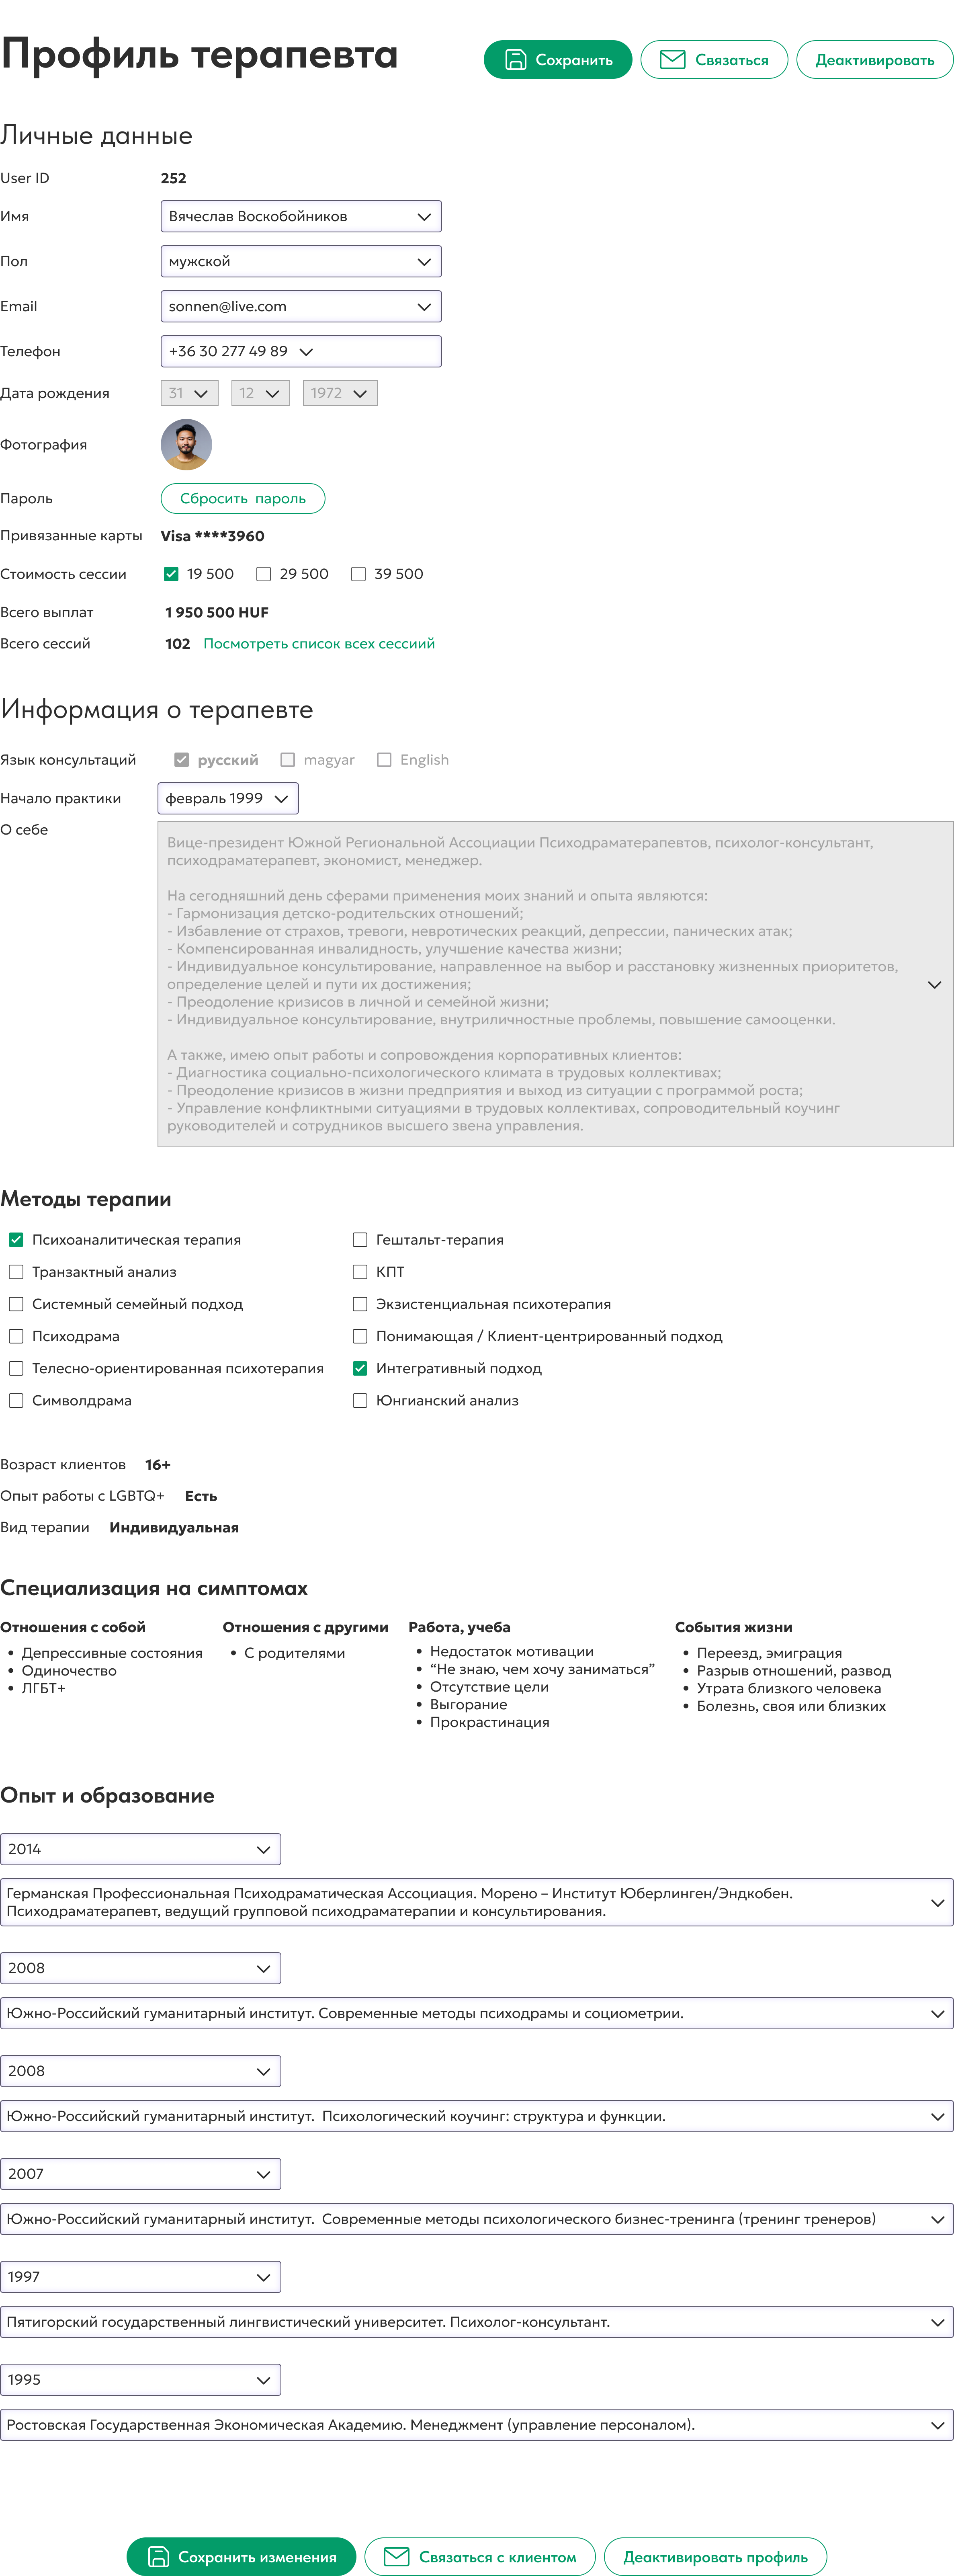 Профиль терапевта
Сохранить
Связаться
Деактивировать
Личные данные
User ID 252
Имя Вячеслав Воскобойников
Пол мужской
Email sonnen@live.com
Телефон +36 30 277 49 89
Дата рождения 31 12 1972
Фотография
Пароль Сбросить пароль
Привязанные карты Visa ****3960
Стоимость сессии 19 500 29 500 39 500
Всего выплат 1 950 500 HUF
Всего сессий 102 Посмотреть список всех сессиий
Информация о терапевте
Язык консультаций русский magyar English
Начало практики февраль 1999
О себе
Вице-президент Южной Региональной Ассоциации Психодраматерапевтов, психолог-консультант,
психодраматерапевт, экономист, менеджер.
На сегодняшний день сферами применения моих знаний и опыта являются:
- Гармонизация детско-родительских отношений;
- Избавление от страхов, тревоги, невротических реакций, депрессии, панических атак;
- Компенсированная инвалидность, улучшение качества жизни;
- Индивидуальное консультирование, направленное на выбор и расстановку жизненных приоритетов,
определение целей и пути их достижения;
- Преодоление кризисов в личной и семейной жизни;
- Индивидуальное консультирование, внутриличностные проблемы, повышение самооценки.
А также, имею опыт работы и сопровождения корпоративных клиентов:
- Диагностика социально-психологического климата в трудовых коллективах;
- Преодоление кризисов в жизни предприятия и выход из ситуации с программой роста;
- Управление конфликтными ситуациями в трудовых коллективах, сопроводительный коучинг
руководителей и сотрудников высшего звена управления.
Методы терапии
Психоаналитическая терапия
Гештальт-терапия
Транзактный анализ
КПТ
Системный семейный подход
Экзистенциальная психотерапия
Психодрама
Понимающая / Клиент-центрированный подход
Телесно-ориентированная психотерапия
Интегративный подход
Символдрама
Юнгианский анализ
Возраст клиентов 16+
Опыт работы с LGBTQ+ Есть
Вид терапии Индивидуальная
Специализация на симптомах
Отношения с собой
• Депрессивные состояния
• Одиночество
• ЛГБТ+
Отношения с другими
• С родителями
Работа, учеба
• Недостаток мотивации
• “Не знаю, чем хочу заниматься”
• Отсутствие цели
• Выгорание
• Прокрастинация
События жизни
• Переезд, эмиграция
• Разрыв отношений, развод
• Утрата близкого человека
• Болезнь, своя или близких
Опыт и образование
2014
Германская Профессиональная Психодраматическая Ассоциация. Морено – Институт Юберлинген/Эндкобен.
Психодраматерапевт, ведущий групповой психодраматерапии и консультирования.
2008
Южно-Российский гуманитарный институт. Современные методы психодрамы и социометрии.
2008
Южно-Российский гуманитарный институт. Психологический коучинг: структура и функции.
2007
Южно-Российский гуманитарный институт. Современные методы психологического бизнес-тренинга (тренинг тренеров)
1997
Пятигорский государственный лингвистический университет. Психолог-консультант.
1995
Ростовская Государственная Экономическая Академию. Менеджмент (управление персоналом).
Сохранить изменения
Связаться с клиентом
Деактивировать профиль